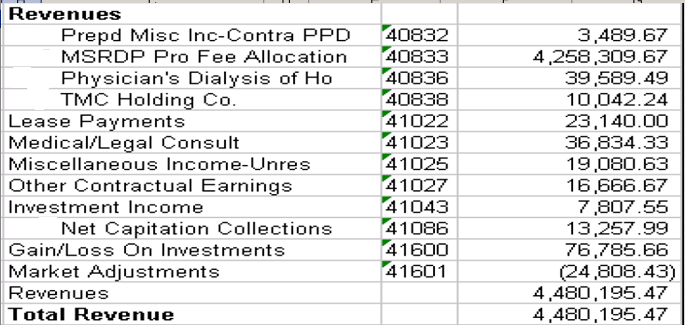 Revenues
Prepd Misc Inc-Contra PPD 40832 3,489.67
MSRDP Pro Fee Allocation 40833 4,258,309.67
Physician's Dialysis of Ho 40836 39,589.49
TMC Holding Co. 40838 10,042.24
Lease Payments 41022 23,140.00
Medical/Legal Consult 41023 36,834.33
Miscellaneous Income-Unres 41025 19,080.63
Other Contractual Earnings 41027 16,666.67
Investment Income 41043 7,807.55
Net Capitation Collections 41086 13,257.99
Gain/Loss On Investments 41600 76,785.66
Market Adjustments 41601 (24,808.43)
Revenues 4,480,195.47
Total Revenue 4,480,195.47